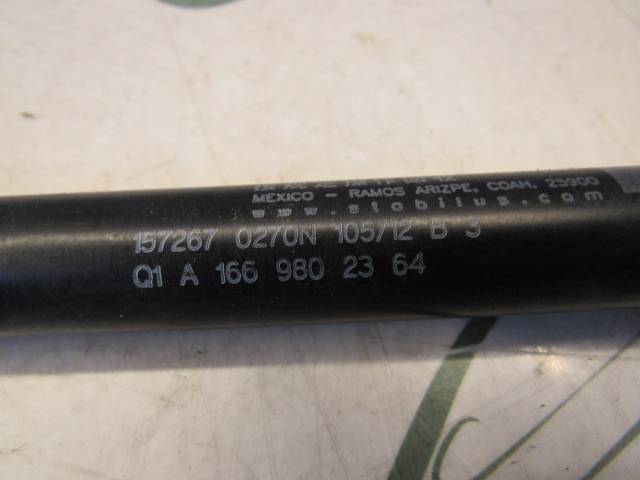 MEXICO - RAMOS ARIZPE, COAH. 25900
www.stabilus.com
157267 0270N 105/12 B 3
Q1 A 166 980 23 64